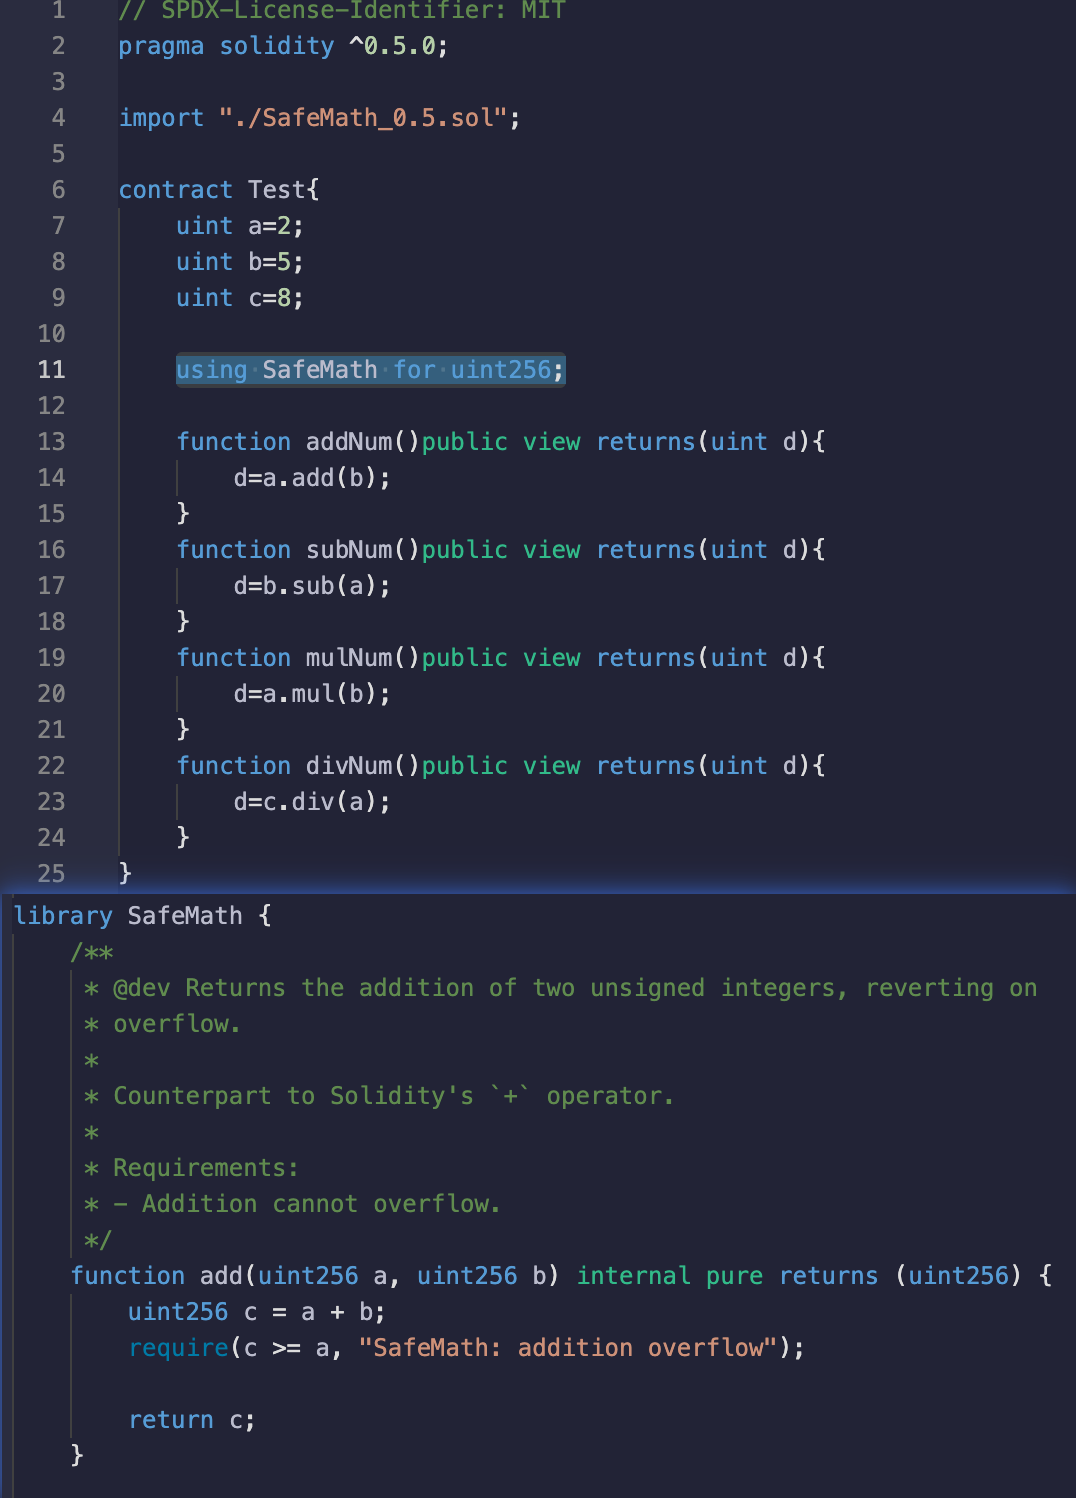 1 // SPDX-License-Identifier: MIT
2 pragma solidity ^0.5.0;
3
4 import "./SafeMath_0.5.sol";
5
6 contract Test{
7 uint a=2;
8 uint b=5;
9 uint c=8;
10
11 using SafeMath for uint256;
12
13 function addNum()public view returns(uint d){
14 d=a.add(b);
15 }
16 function subNum()public view returns(uint d){
17 d=b.sub(a);
18 }
19 function mulNum()public view returns(uint d){
20 d=a.mul(b);
21 }
22 function divNum()public view returns(uint d){
23 d=c.div(a);
24 }
25 }
library SafeMath {
/**
* @dev Returns the addition of two unsigned integers, reverting on
* overflow.
*
* Counterpart to Solidity's `+` operator.
*
* Requirements:
* - Addition cannot overflow.
*/
function add(uint256 a, uint256 b) internal pure returns (uint256) {
uint256 c = a + b;
require(c >= a, "SafeMath: addition overflow");
return c;
}